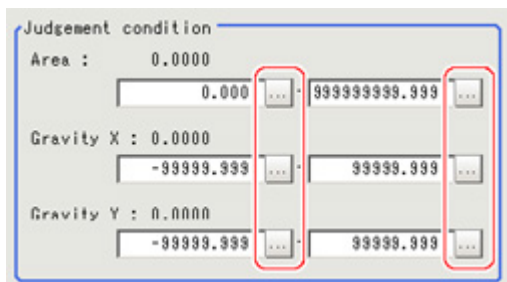 Judgement condition
Area : 0.0000
0.000 ... - 999999999.999 ...
Gravity X : 0.0000
-99999.999 ... - 99999.999 ...
Gravity Y : 0.0000
-99999.999 ... - 99999.999 ...